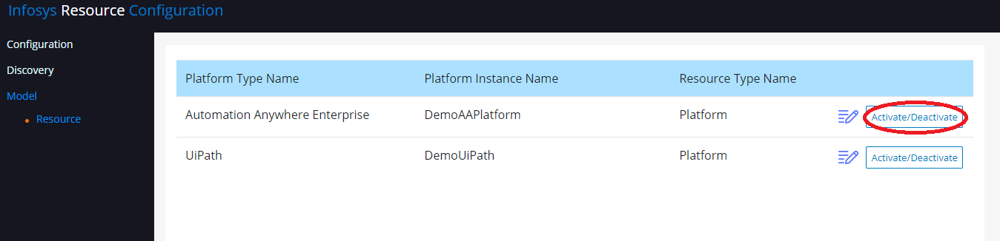 Infosys Resource Configuration
Configuration
Discovery
Model
Resource
Platform Type Name Platform Instance Name Resource Type Name
Automation Anywhere Enterprise DemoAAPlatform Platform Activate/Deactivate
UiPath DemoUiPath Platform Activate/Deactivate